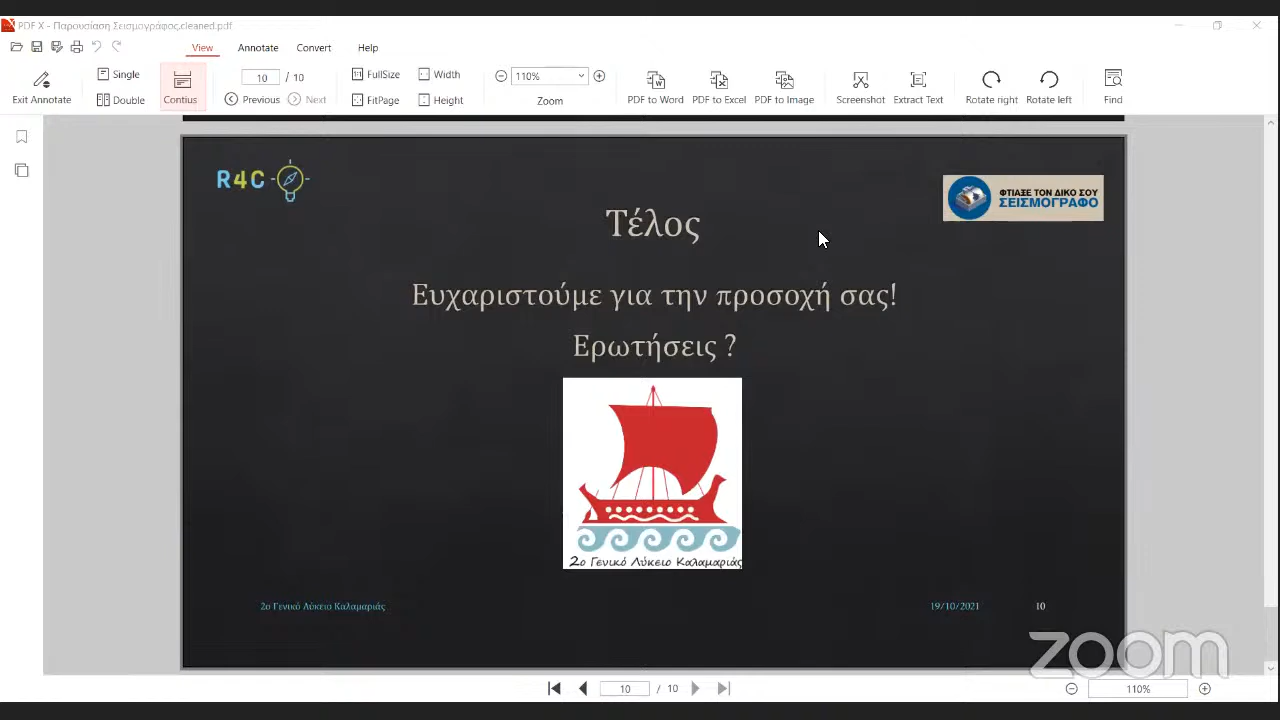 PDF X - Παρουσίαση Σεισμογράφος.cleaned.pdf
View Annotate Convert Help
Exit Annotate
Single
Double
Contius
10 / 10
Previous Next
FullSize Width
FitPage Height
110%
Zoom
PDF to Word PDF to Excel PDF to Image
Screenshot Extract Text
Rotate right Rotate left
Find
R4C
ΦΤΙΑΞΕ ΤΟΝ ΔΙΚΟ ΣΟΥ
ΣΕΙΣΜΟΓΡΑΦΟ
Τέλος
Ευχαριστούμε για την προσοχή σας!
Ερωτήσεις ?
2ο Γενικό Λύκειο Καλαμαριάς
2ο Γενικό Λύκειο Καλαμαριάς 19/10/2021 10
zoom
10 / 10 110%